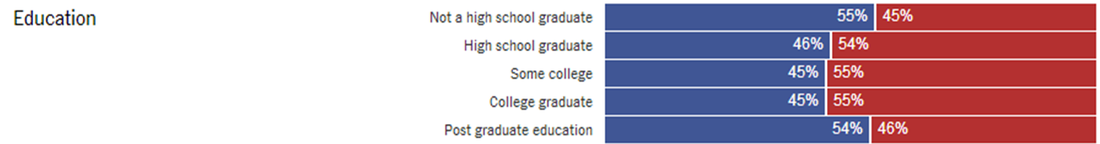 Education
Not a high school graduate 55% 45%
High school graduate 46% 54%
Some college 45% 55%
College graduate 45% 55%
Post graduate education 54% 46%